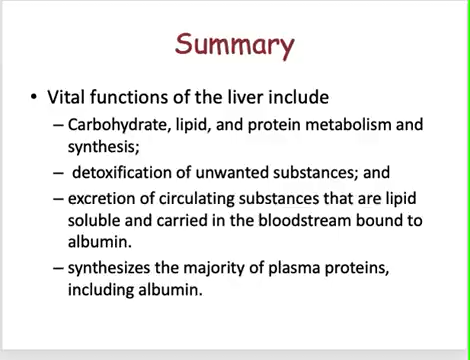 Summary
• Vital functions of the liver include
– Carbohydrate, lipid, and protein metabolism and
synthesis;
– detoxification of unwanted substances; and
– excretion of circulating substances that are lipid
soluble and carried in the bloodstream bound to
albumin.
– synthesizes the majority of plasma proteins,
including albumin.